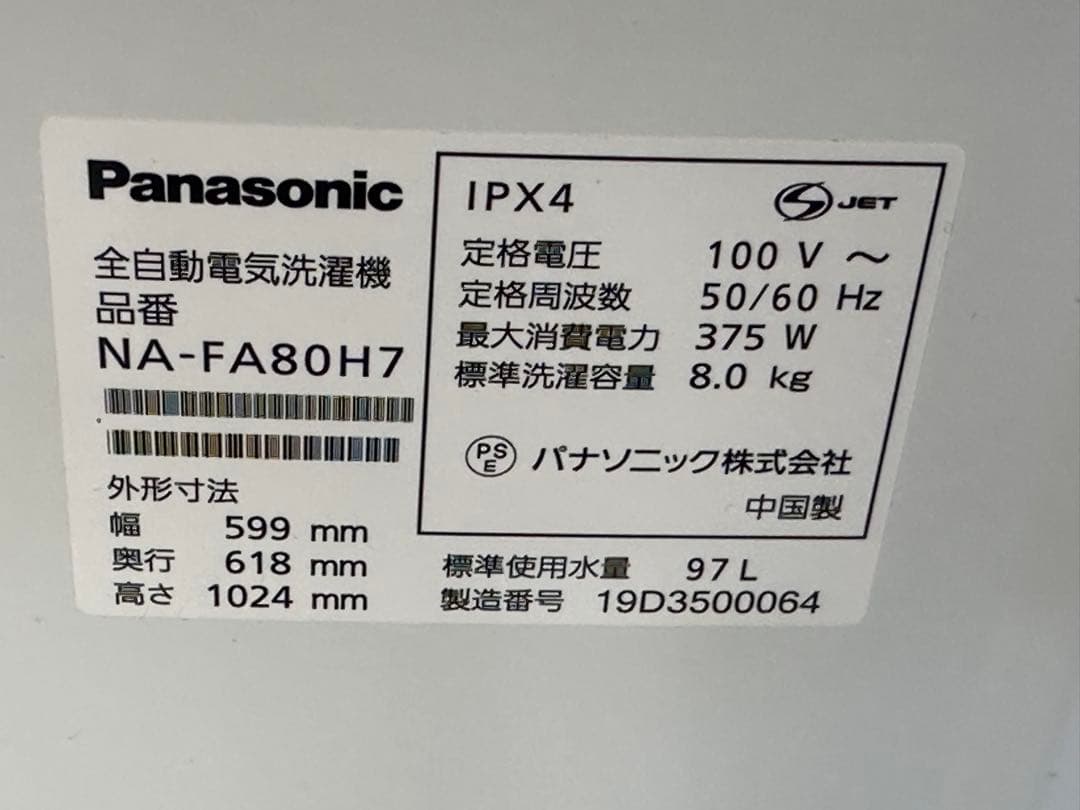 Panasonic
全自動電気洗濯機
品番
NA-FA80H7
外形寸法
幅 599 mm
奥行 618 mm
高さ 1024 mm
IPX4
S JET
定格電圧 100 V ～
定格周波数 50/60 Hz
最大消費電力 375 W
標準洗濯容量 8.0 kg
PS
E
パナソニック株式会社
中国製
標準使用水量 97 L
製造番号 19D3500064